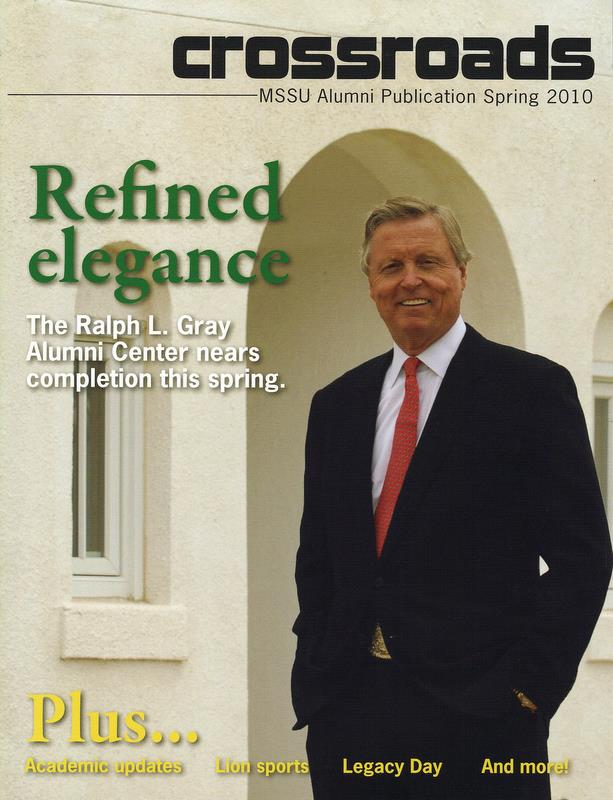 crossroads
MSSU Alumni Publication Spring 2010
Refined
elegance
The Ralph L. Gray
Alumni Center nears
completion this spring.
Plus...
Academic updates Lion sports Legacy Day And more!